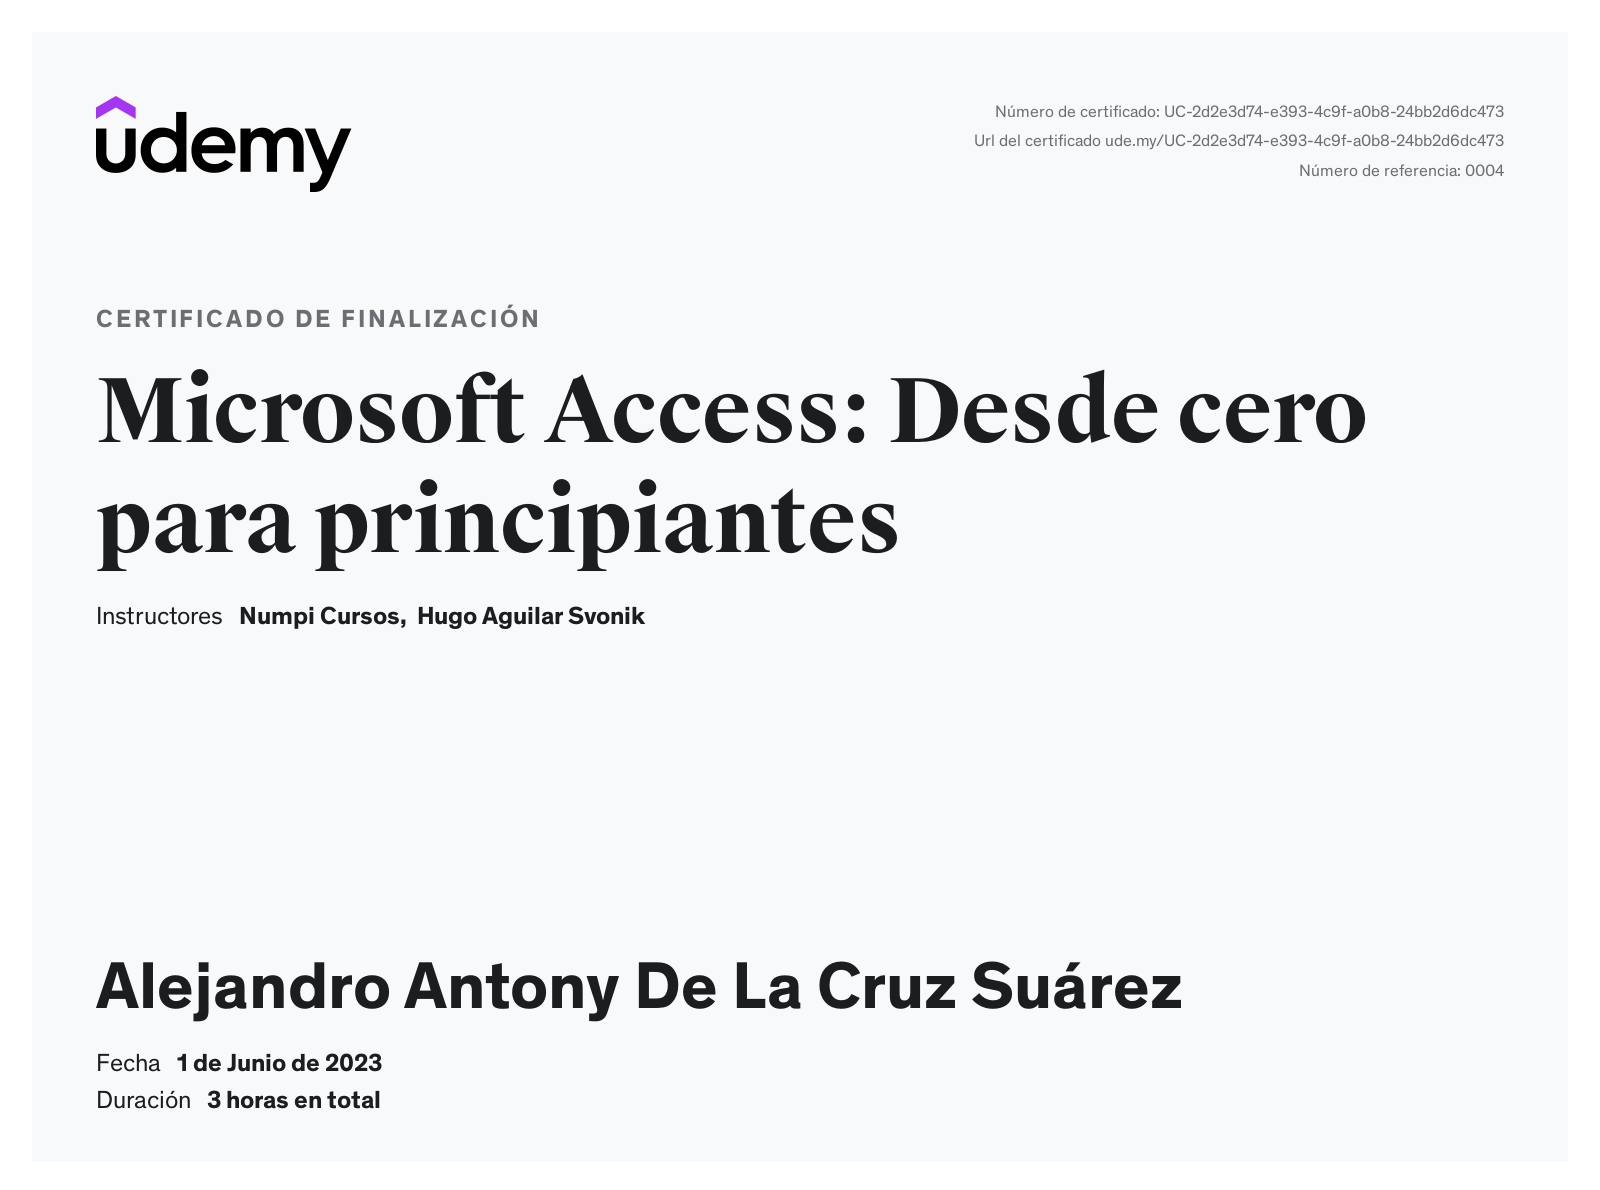 udemy
Número de certificado: UC-2d2e3d74-e393-4c9f-a0b8-24bb2d6dc473
Url del certificado ude.my/UC-2d2e3d74-e393-4c9f-a0b8-24bb2d6dc473
Número de referencia: 0004
CERTIFICADO DE FINALIZACIÓN
Microsoft Access: Desde cero
para principiantes
Instructores Numpi Cursos, Hugo Aguilar Svonik
Alejandro Antony De La Cruz Suárez
Fecha 1 de Junio de 2023
Duración 3 horas en total